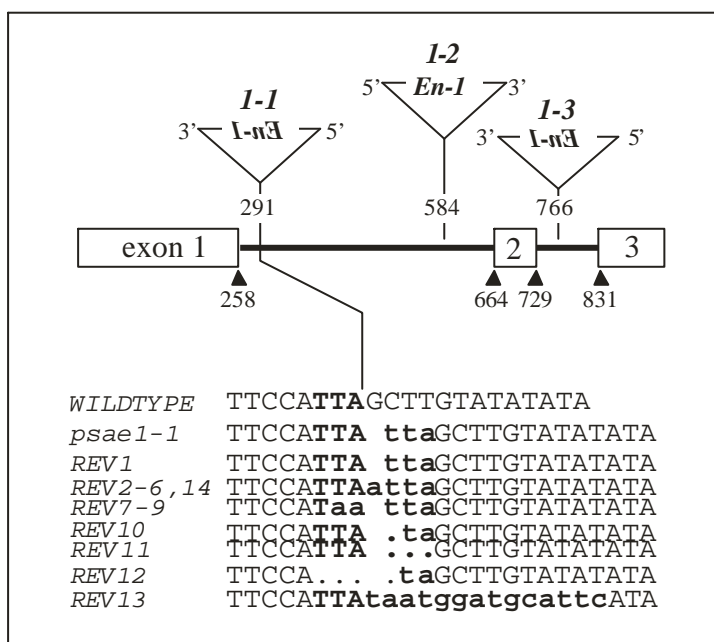 1-2
5’ En-1 3’
1-1
1-3
3’ En-1 5’
3’ En-1 5’
291
584
766
exon 1
2
3
258
664
729
831
WILDTYPE TTCCATTAGCTTGTATATATA
psae1-1 TTCCATTA ttaGCTTGTATATATA
REV1 TTCCATTA ttaGCTTGTATATATA
REV2-6,14 TTCCATTAattaGCTTGTATATATA
REV7-9 TTCCATaa ttaGCTTGTATATATA
REV10 TTCCATTA .taGCTTGTATATATA
REV11 TTCCATTA ...GCTTGTATATATA
REV12 TTCCA... .taGCTTGTATATATA
REV13 TTCCATTAtaatggatgcattcATA